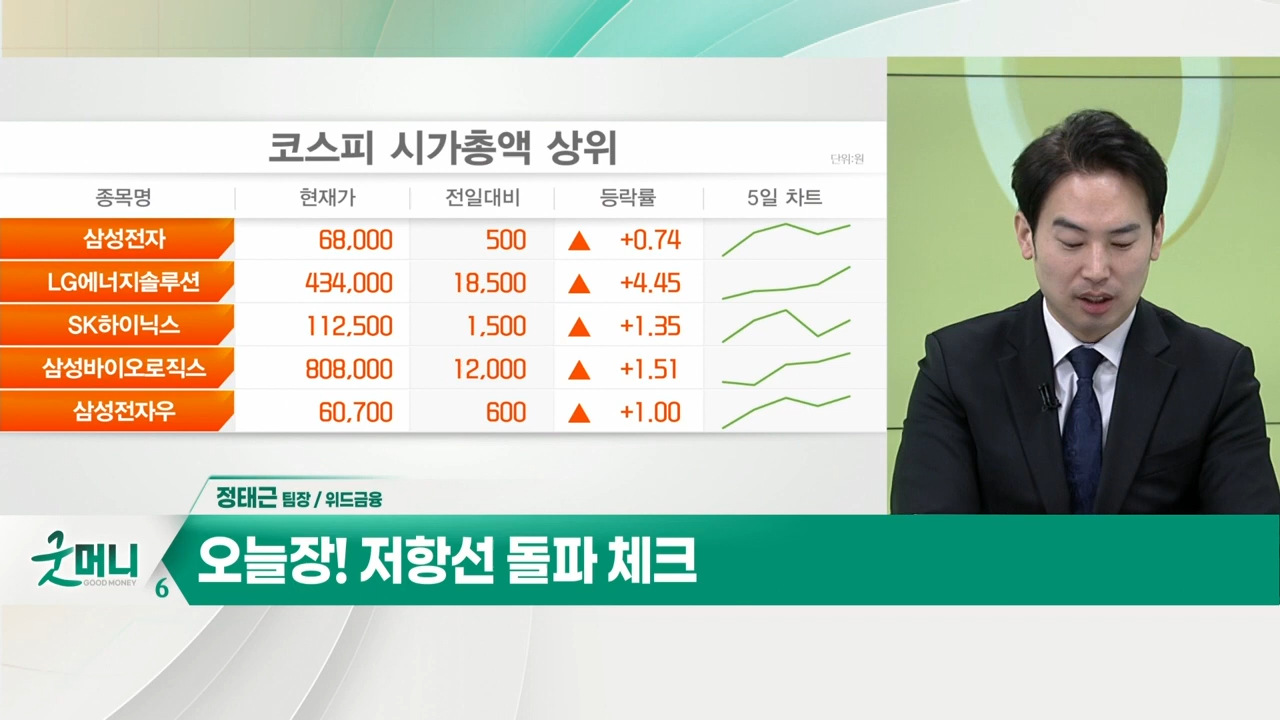 코스피 시가총액 상위
단위:원
종목명 현재가 전일대비 등락률 5일 차트
삼성전자 68,000 500 ▲ +0.74
LG에너지솔루션 434,000 18,500 ▲ +4.45
SK하이닉스 112,500 1,500 ▲ +1.35
삼성바이오로직스 808,000 12,000 ▲ +1.51
삼성전자우 60,700 600 ▲ +1.00
정태근 팀장 / 위드금융
굿머니
GOOD MONEY
6
오늘장! 저항선 돌파 체크